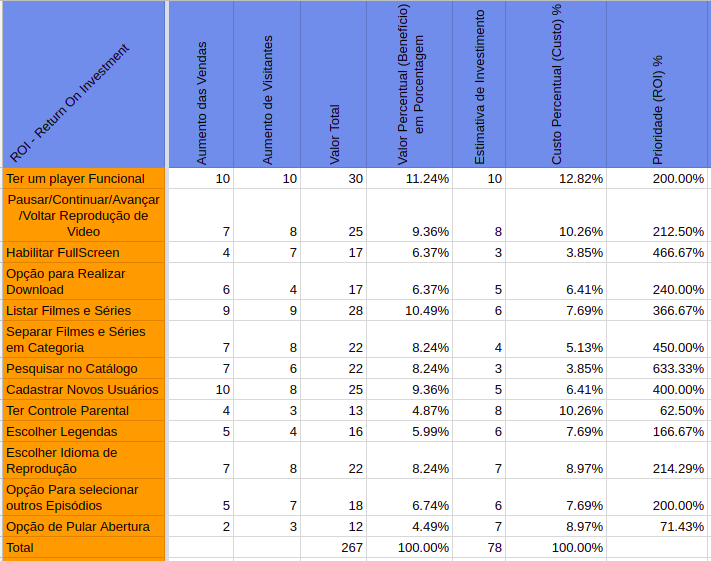 ROI - Return On Investment
Aumento das Vendas
Aumento de Visitantes
Valor Total
Valor Percentual (Benefício)
em Porcentagem
Estimativa de Investimento
Custo Percentual (Custo) %
Prioridade (ROI) %
Ter um player Funcional 10 10 30 11.24% 10 12.82% 200.00%
Pausar/Continuar/Avançar
/Voltar Reprodução de
Video 7 8 25 9.36% 8 10.26% 212.50%
Habilitar FullScreen 4 7 17 6.37% 3 3.85% 466.67%
Opção para Realizar
Download 6 4 17 6.37% 5 6.41% 240.00%
Listar Filmes e Séries 9 9 28 10.49% 6 7.69% 366.67%
Separar Filmes e Séries
em Categoria 7 8 22 8.24% 4 5.13% 450.00%
Pesquisar no Catálogo 7 6 22 8.24% 3 3.85% 633.33%
Cadastrar Novos Usuários 10 8 25 9.36% 5 6.41% 400.00%
Ter Controle Parental 4 3 13 4.87% 8 10.26% 62.50%
Escolher Legendas 5 4 16 5.99% 6 7.69% 166.67%
Escolher Idioma de
Reprodução 7 8 22 8.24% 7 8.97% 214.29%
Opção Para selecionar
outros Episódios 5 7 18 6.74% 6 7.69% 200.00%
Opção de Pular Abertura 2 3 12 4.49% 7 8.97% 71.43%
Total 267 100.00% 78 100.00%